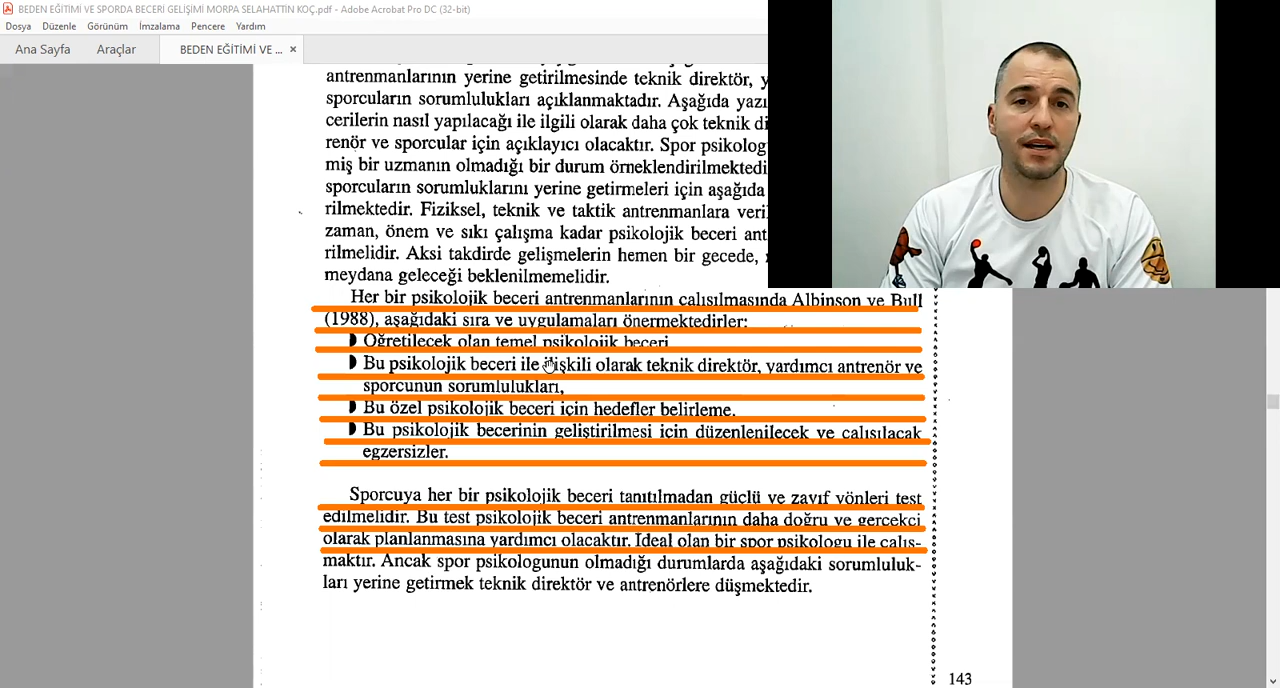 BEDEN EĞİTİMİ VE SPORDA BECERİ GELİŞİMİ MORPA SELAHATTIN KOÇ.pdf - Adobe Acrobat Pro DC (32-bit)
Dosya Düzenle Görünüm İmzalama Pencere Yardım
Ana Sayfa Araçlar BEDEN EĞİTİMİ VE ... ×
antrenmanlarının yerine getirilmesinde teknik direktör, y
sporcuların sorumlulukları açıklanmaktadır. Aşağıda yazı
cerilerin nasıl yapılacağı ile ilgili olarak daha çok teknik di
renör ve sporcular için açıklayıcı olacaktır. Spor psikologu
miş bir uzmanın olmadığı bir durum örneklendirilmektedi
sporcuların sorumluklarını yerine getirmeleri için aşağıda
rilmektedir. Fiziksel, teknik ve taktik antrenmanlara veril
zaman, önem ve sıkı çalışma kadar psikolojik beceri ant
rilmelidir. Aksi takdirde gelişmelerin hemen bir gecede,
meydana geleceği beklenilmemelidir.
Her bir psikolojik beceri antrenmanlarının çalışılmasında Albinson ve Bull
(1988), aşağıdaki sıra ve uygulamaları önermektedirler:
Öğretilecek olan temel psikolojik beceri
Bu psikolojik beceri ile ilişkili olarak teknik direktör, yardımcı antrenör ve
sporcunun sorumlulukları,
Bu özel psikolojik beceri için hedefler belirleme.
Bu psikolojik becerinin geliştirilmesi için düzenlenilecek ve çalışılacak
egzersizler.
Sporcuya her bir psikolojik beceri tanıtılmadan güçlü ve zayıf yönleri test
edilmelidir. Bu test psikolojik beceri antrenmanlarının daha doğru ve gerçekçi
olarak planlanmasına yardımcı olacaktır. İdeal olan bir spor psikologu ile çalış-
maktır. Ancak spor psikologunun olmadığı durumlarda aşağıdaki sorumluluk-
ları yerine getirmek teknik direktör ve antrenörlere düşmektedir.
143